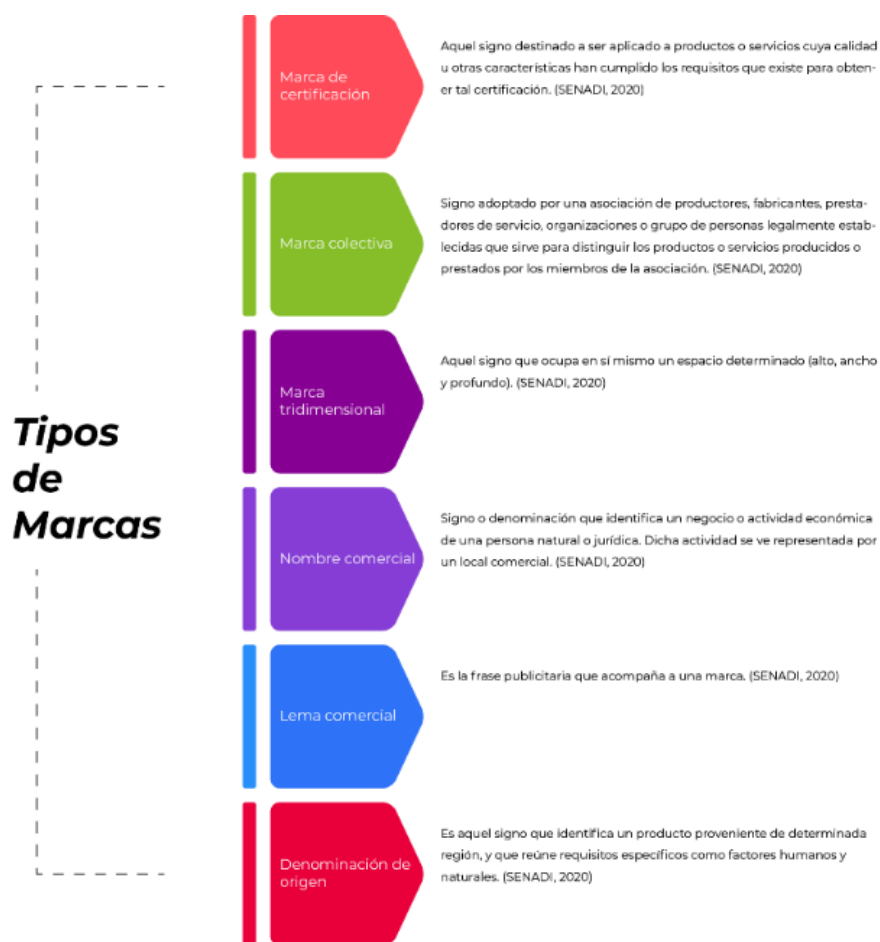 Tipos
de
Marcas
Marca de
certificación
Aquel signo destinado a ser aplicado a productos o servicios cuya calidad
u otras características han cumplido los requisitos que existe para obten-
er tal certificación. (SENADI, 2020)
Marca colectiva
Signo adoptado por una asociación de productores, fabricantes, presta-
dores de servicio, organizaciones o grupo de personas legalmente estab-
lecidas que sirve para distinguir los productos o servicios producidos o
prestados por los miembros de la asociación. (SENADI, 2020)
Marca
tridimensional
Aquel signo que ocupa en sí mismo un espacio determinado (alto, ancho
y profundo). (SENADI, 2020)
Nombre comercial
Signo o denominación que identifica un negocio o actividad económica
de una persona natural o jurídica. Dicha actividad se ve representada por
un local comercial. (SENADI, 2020)
Lema comercial
Es la frase publicitaria que acompaña a una marca. (SENADI, 2020)
Denominación de
origen
Es aquel signo que identifica un producto proveniente de determinada
región, y que reúne requisitos específicos como factores humanos y
naturales. (SENADI, 2020)